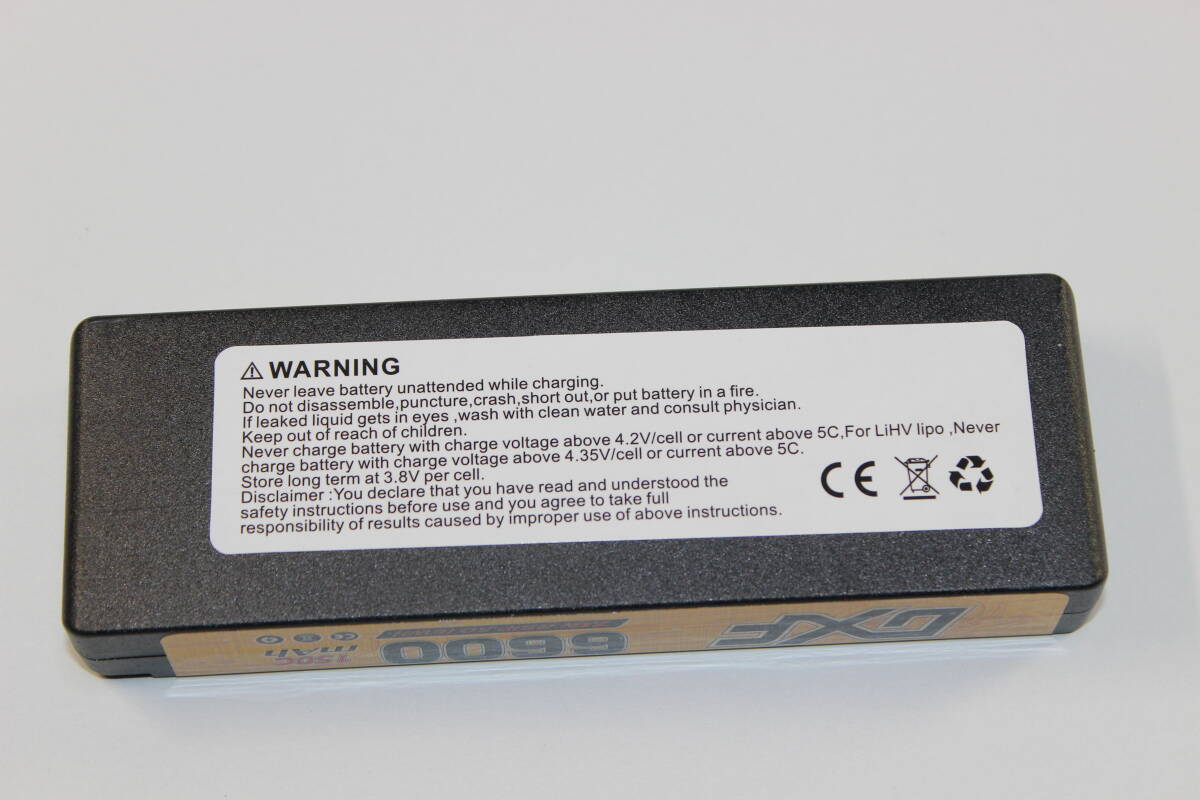 ⚠ WARNING
Never leave battery unattended while charging.
Do not disassemble,puncture,crash,short out,or put battery in a fire.
If leaked liquid gets in eyes ,wash with clean water and consult physician.
Keep out of reach of children.
Never charge battery with charge voltage above 4.2V/cell or current above 5C,For LiHV lipo ,Never
charge battery with charge voltage above 4.35V/cell or current above 5C.
Store long term at 3.8V per cell.
Disclaimer :You declare that you have read and understood the
safety instructions before use and you agree to take full
responsibility of results caused by improper use of above instructions.
CE
DXF
6600
mAh
150C